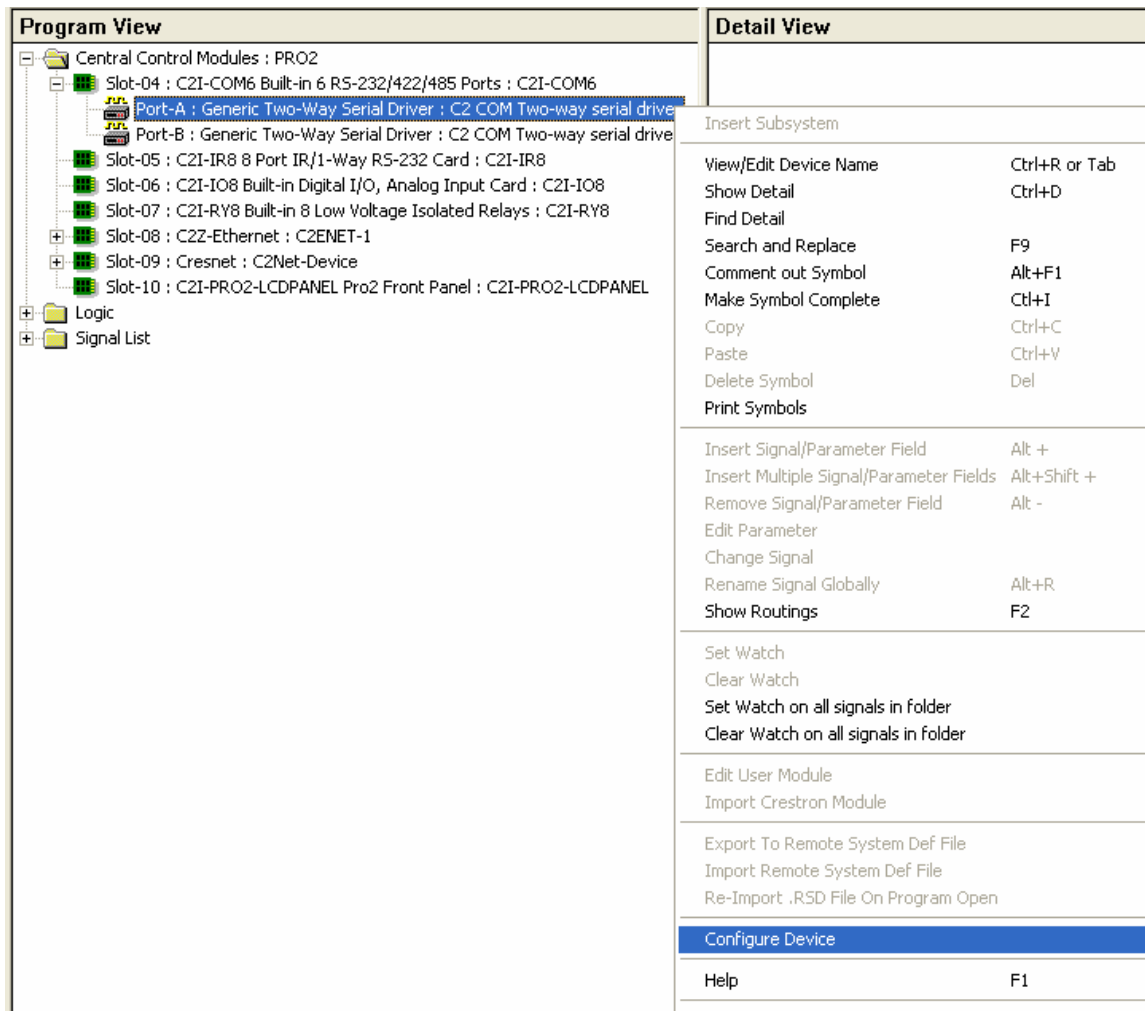 Program View
Detail View
Central Control Modules : PRO2
Slot-04 : C2I-COM6 Built-in 6 RS-232/422/485 Ports : C2I-COM6
Port-A : Generic Two-Way Serial Driver : C2 COM Two-way serial drive
Port-B : Generic Two-Way Serial Driver : C2 COM Two-way serial drive
Slot-05 : C2I-IR8 8 Port IR/1-Way RS-232 Card : C2I-IR8
Slot-06 : C2I-IO8 Built-in Digital I/O, Analog Input Card : C2I-IO8
Slot-07 : C2I-RY8 Built-in 8 Low Voltage Isolated Relays : C2I-RY8
Slot-08 : C2Z-Ethernet : C2ENET-1
Slot-09 : Cresnet : C2Net-Device
Slot-10 : C2I-PRO2-LCDPANEL Pro2 Front Panel : C2I-PRO2-LCDPANEL
Logic
Signal List
Insert Subsystem
View/Edit Device Name Ctrl+R or Tab
Show Detail Ctrl+D
Find Detail
Search and Replace F9
Comment out Symbol Alt+F1
Make Symbol Complete Ctl+I
Copy Ctrl+C
Paste Ctrl+V
Delete Symbol Del
Print Symbols
Insert Signal/Parameter Field Alt +
Insert Multiple Signal/Parameter Fields Alt+Shift +
Remove Signal/Parameter Field Alt -
Edit Parameter
Change Signal
Rename Signal Globally Alt+R
Show Routings F2
Set Watch
Clear Watch
Set Watch on all signals in folder
Clear Watch on all signals in folder
Edit User Module
Import Crestron Module
Export To Remote System Def File
Import Remote System Def File
Re-Import .RSD File On Program Open
Configure Device
Help F1